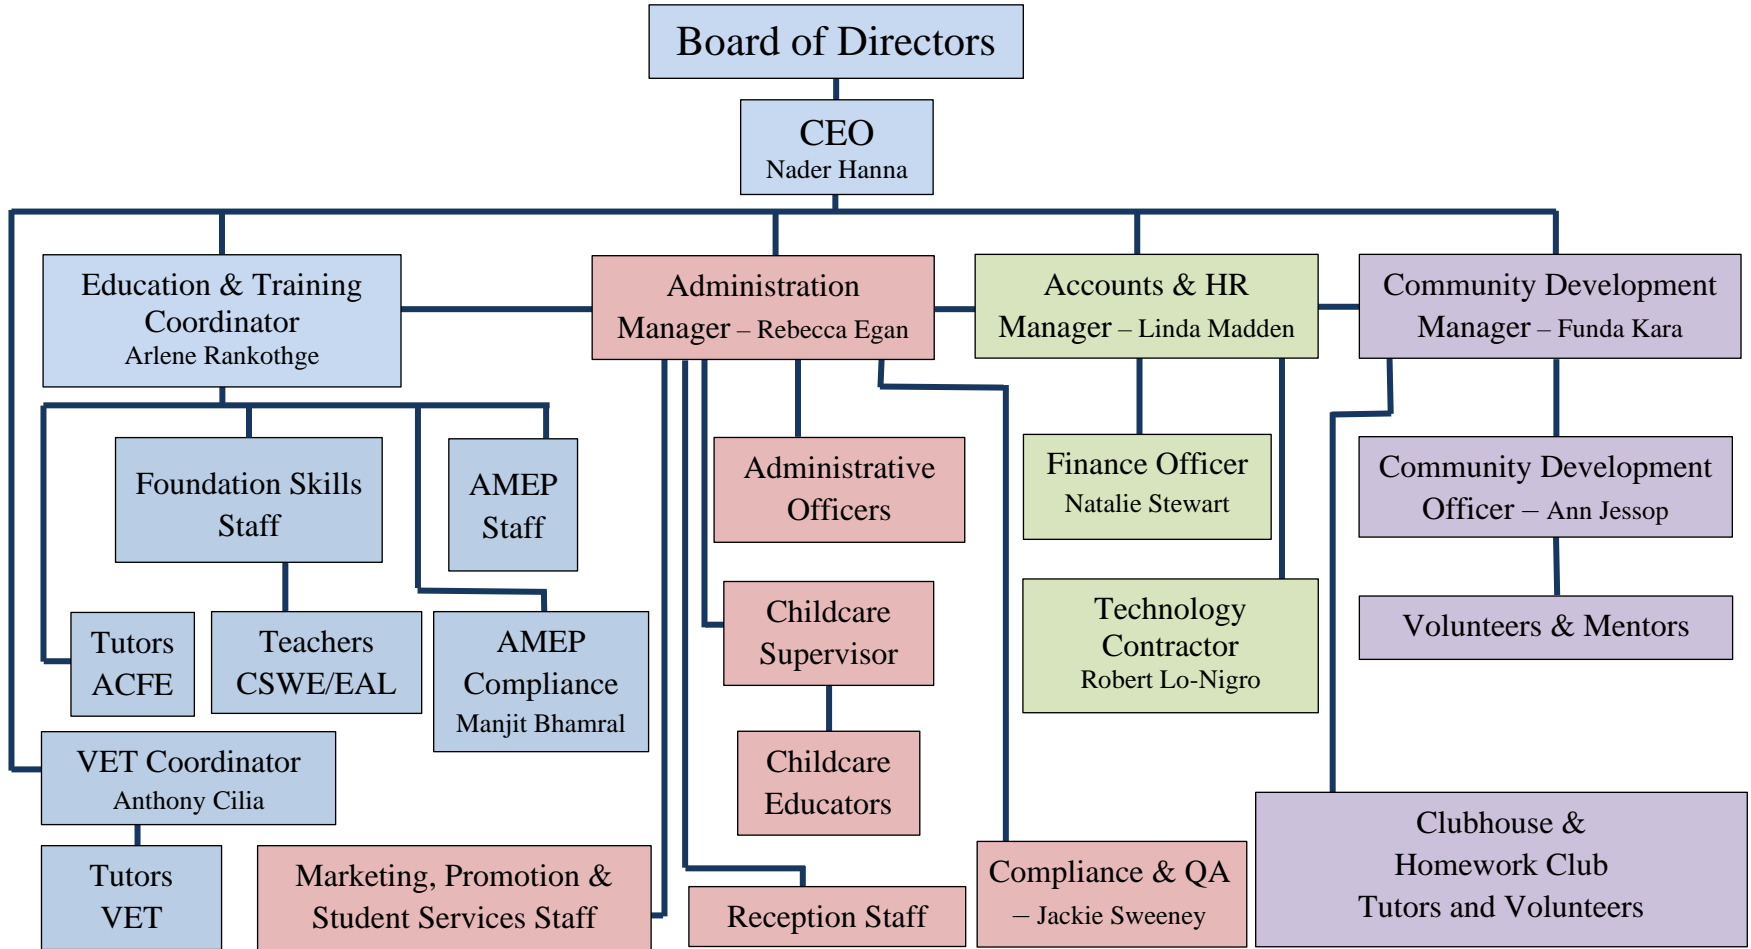 Board of Directors
CEO
Nader Hanna
Education & Training
Coordinator
Arlene Rankothge
Administration
Manager – Rebecca Egan
Accounts & HR
Manager – Linda Madden
Community Development
Manager – Funda Kara
Foundation Skills
Staff
AMEP
Staff
Administrative
Officers
Finance Officer
Natalie Stewart
Community Development
Officer – Ann Jessop
Tutors
ACFE
Teachers
CSWE/EAL
AMEP
Compliance
Manjit Bhamral
Childcare
Supervisor
Technology
Contractor
Robert Lo-Nigro
Volunteers & Mentors
VET Coordinator
Anthony Cilia
Childcare
Educators
Tutors
VET
Marketing, Promotion &
Student Services Staff
Reception Staff
Compliance & QA
– Jackie Sweeney
Clubhouse &
Homework Club
Tutors and Volunteers